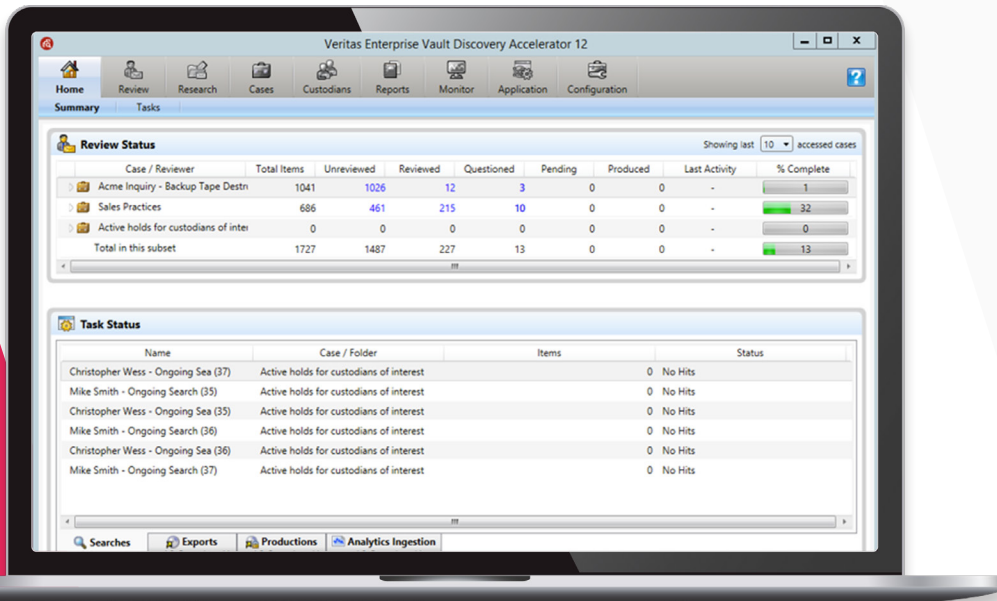 Veritas Enterprise Vault Discovery Accelerator 12
Home Review Research Cases Custodians Reports Monitor Application Configuration
Summary Tasks
Review Status Showing last 10 accessed cases
Case / Reviewer Total Items Unreviewed Reviewed Questioned Pending Produced Last Activity % Complete
Acme Inquiry - Backup Tape Destr 1041 1026 12 3 0 0 - 1
Sales Practices 686 461 215 10 0 0 - 32
Active holds for custodians of inter 0 0 0 0 0 0 - 0
Total in this subset 1727 1487 227 13 0 0 - 13
Task Status
Name Case / Folder Items Status
Christopher Wess - Ongoing Sea (37) Active holds for custodians of interest 0 No Hits
Mike Smith - Ongoing Search (35) Active holds for custodians of interest 0 No Hits
Christopher Wess - Ongoing Sea (35) Active holds for custodians of interest 0 No Hits
Mike Smith - Ongoing Search (36) Active holds for custodians of interest 0 No Hits
Christopher Wess - Ongoing Sea (36) Active holds for custodians of interest 0 No Hits
Mike Smith - Ongoing Search (37) Active holds for custodians of interest 0 No Hits
Searches Exports Productions Analytics Ingestion